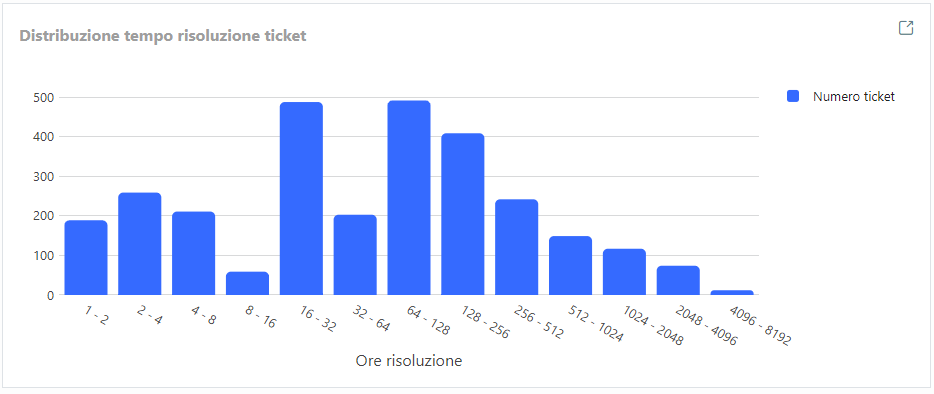 Distribuzione tempo risoluzione ticket
Numero ticket
500
400
300
200
100
0
1 - 2
2 - 4
4 - 8
8 - 16
16 - 32
32 - 64
64 - 128
128 - 256
256 - 512
512 - 1024
1024 - 2048
2048 - 4096
4096 - 8192
Ore risoluzione